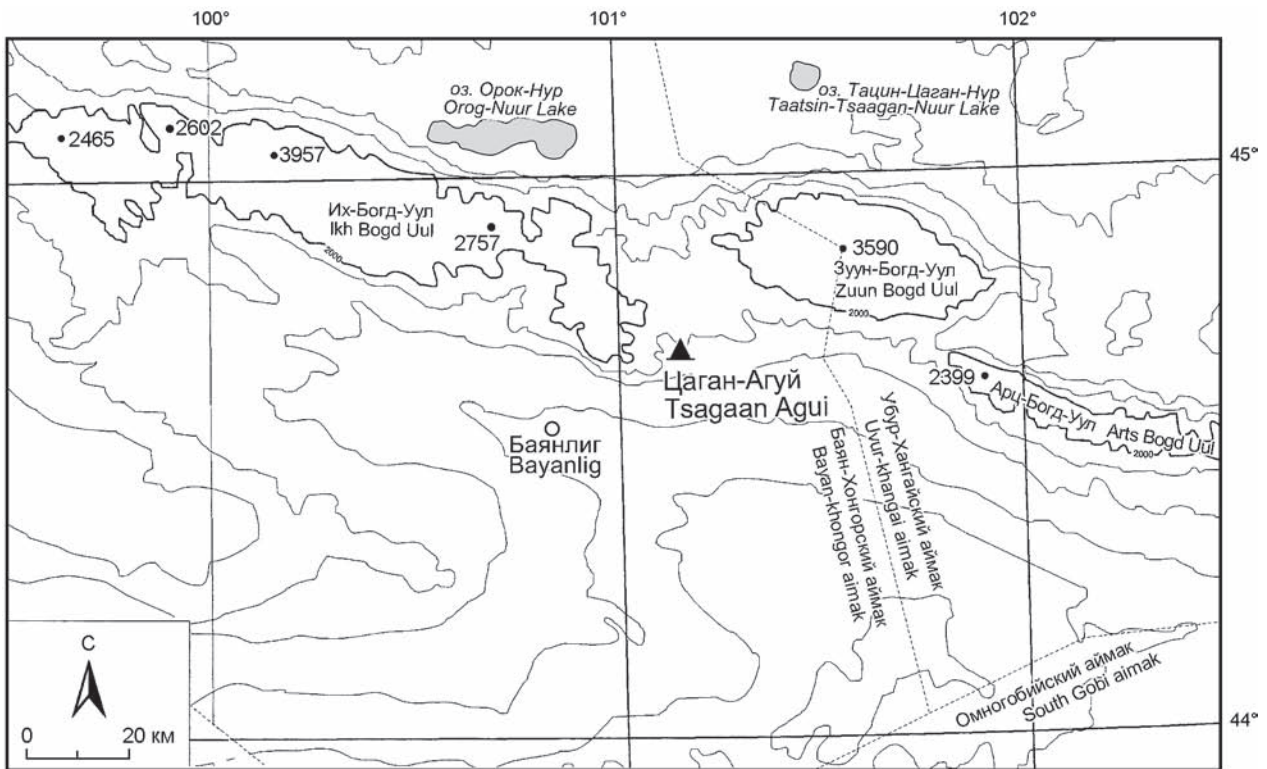 100°
101°
102°
оз. Орок-Нур
Orog-Nuur Lake
оз. Тацин-Цаган-Нур
Taatsin-Tsaagan-Nuur Lake
2465
2602
3957
45°
Их-Богд-Уул
Ikh Bogd Uul
2757
2000
3590
Зуун-Богд-Уул
Zuun Bogd Uul
2000
Цаган-Агуй
Tsagaan Agui
2399
Арц-Богд-Уул Arts Bogd Uul
2000
Баянлиг
Bayanlig
Убур-Хангайский аймак
Uvur-khangai aimak
Баян-Хонгорский аймак
Bayan-khongor aimak
Омногобийский аймак
South Gobi aimak
44°
С
0 20 км